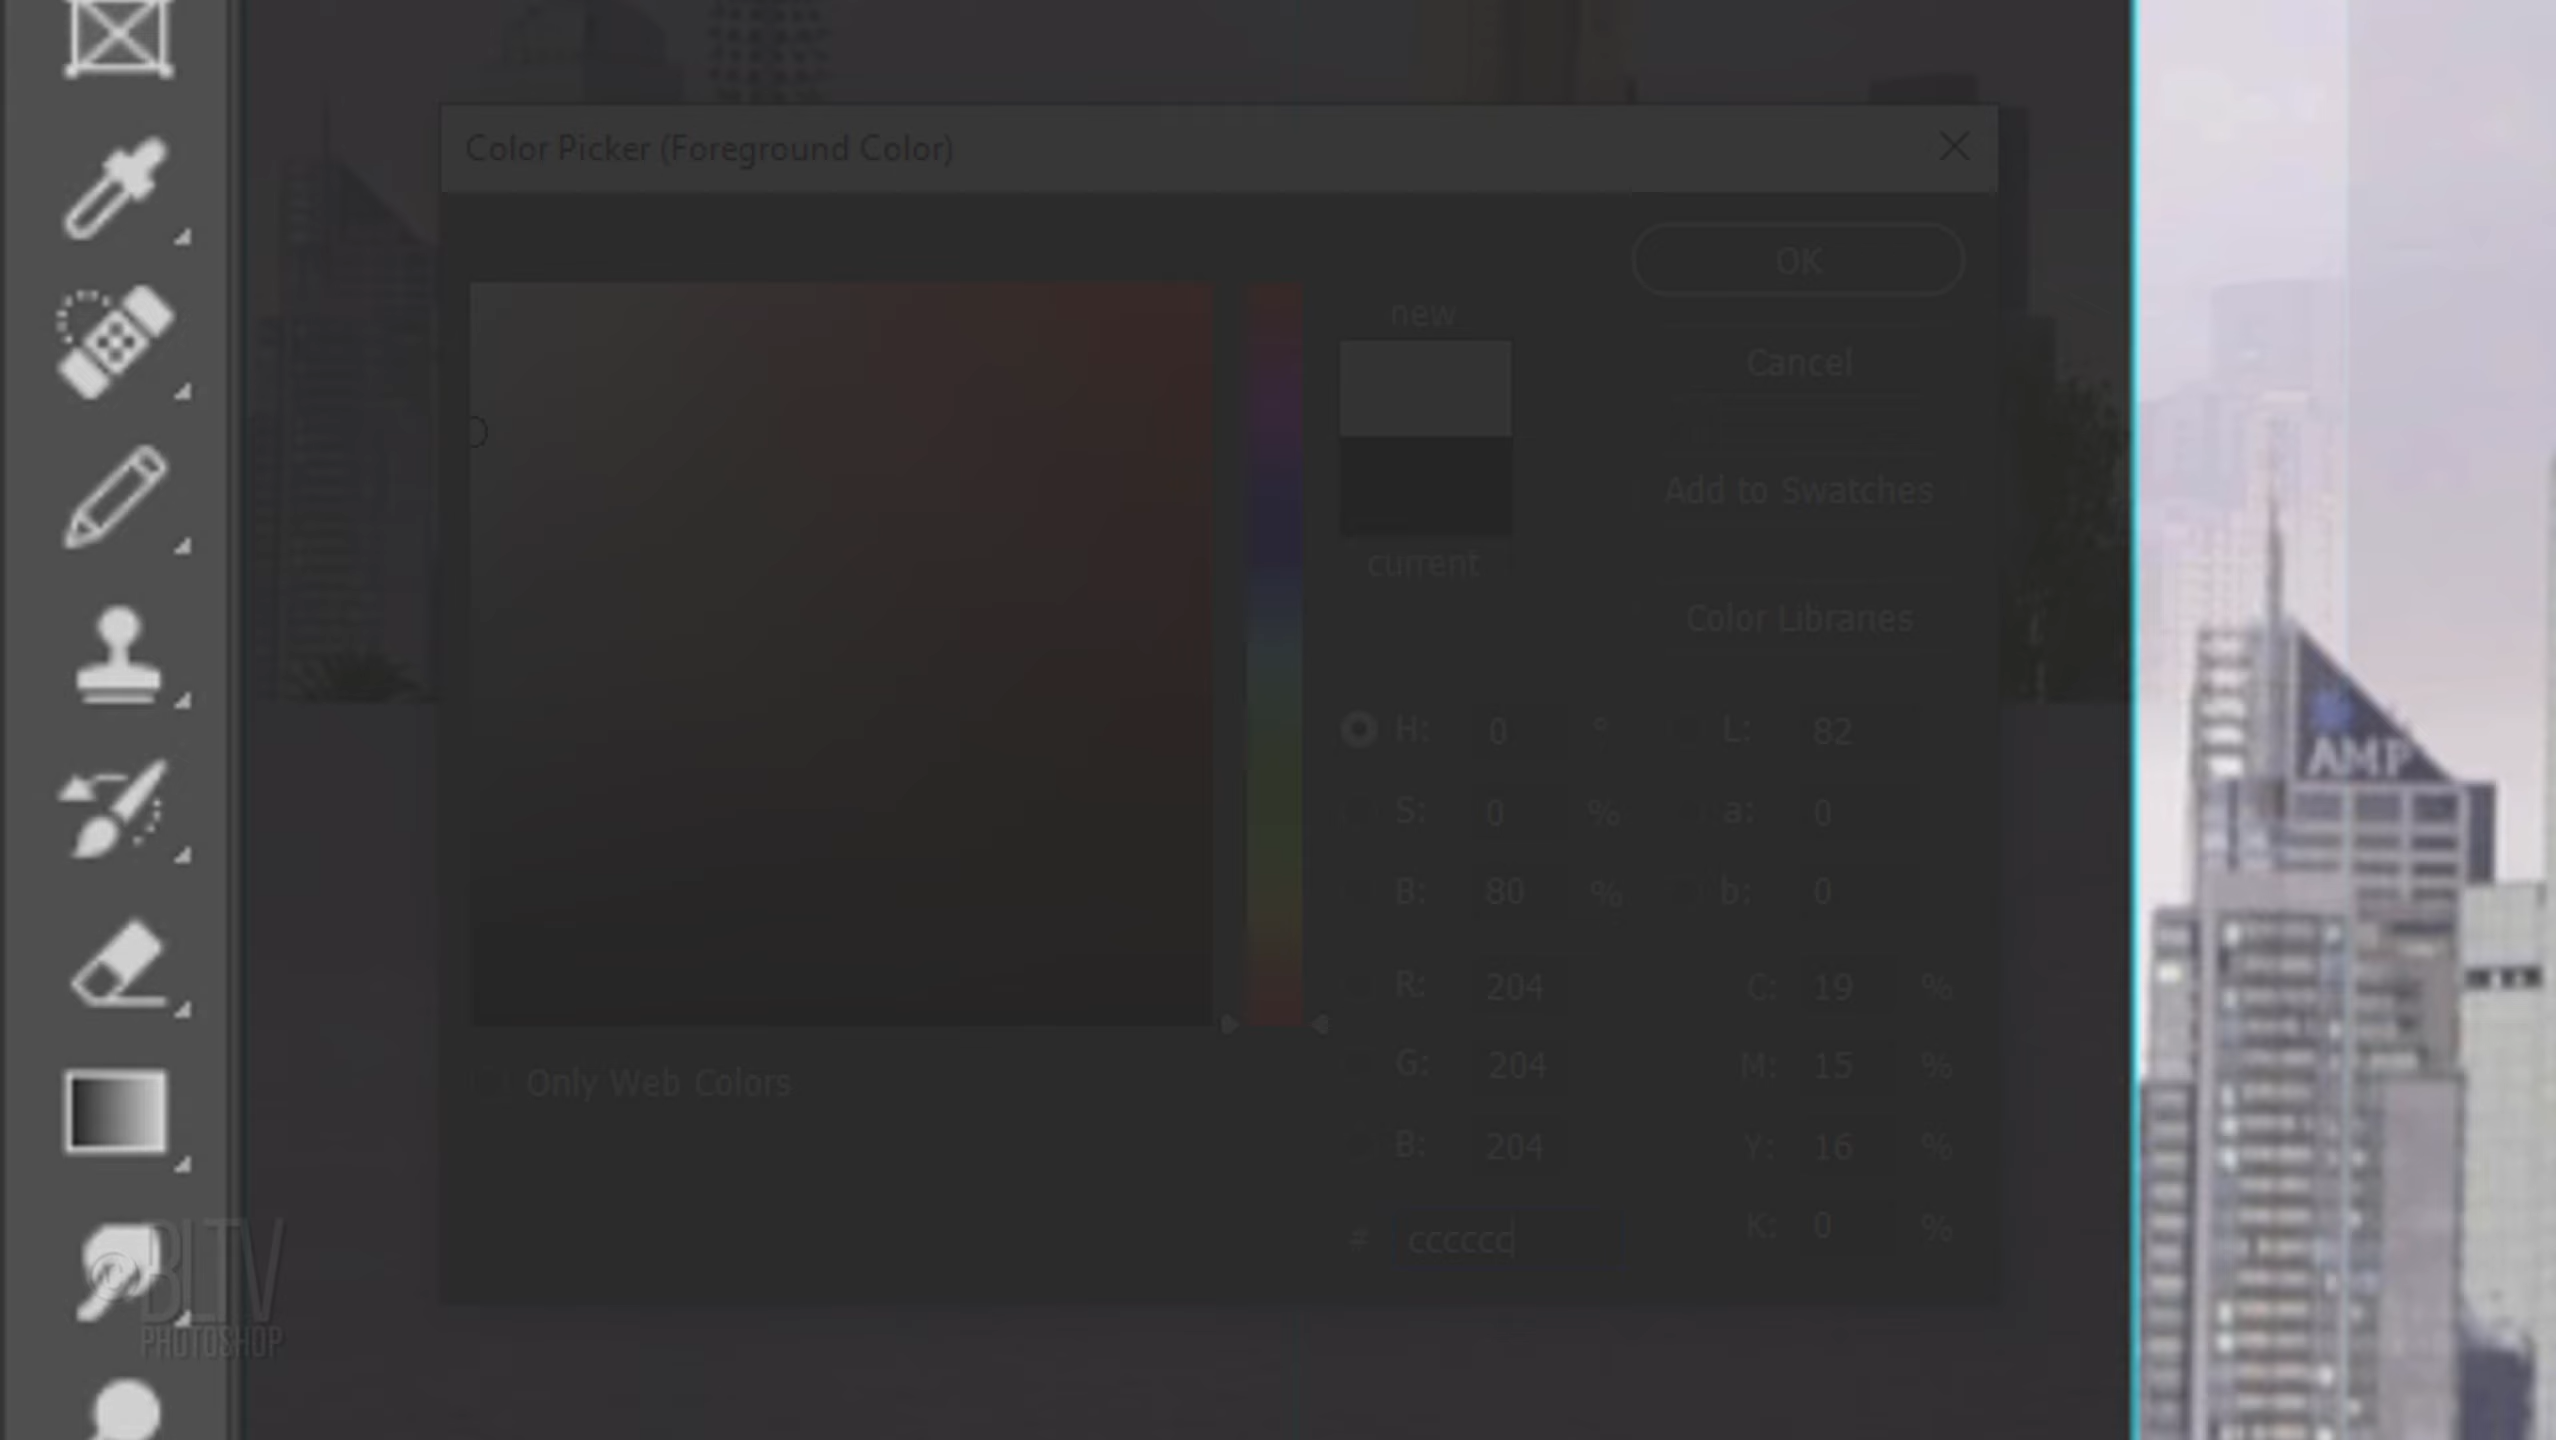 Color Picker (Foreground Color)
OK
new
Cancel
Add to Swatches
current
Color Libraries
H: 0 ° L: 82
S: 0 % a: 0
B: 80 % b: 0
R: 204 C: 19 %
G: 204 M: 15 %
B: 204 Y: 16 %
# cccccc K: 0 %
Only Web Colors
AMP
©BLTV
PHOTOSHOP